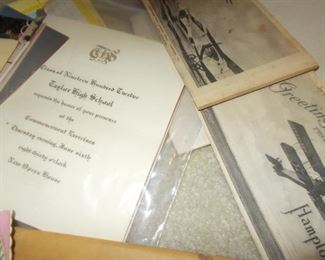 THS
Class of Nineteen Hundred Twelve
Taylor High School
requests the honor of your presence
at the
Commencement Exercises
Thursday evening, June sixth
eight-thirty o'clock
New Opera House
Greetings
Hampto